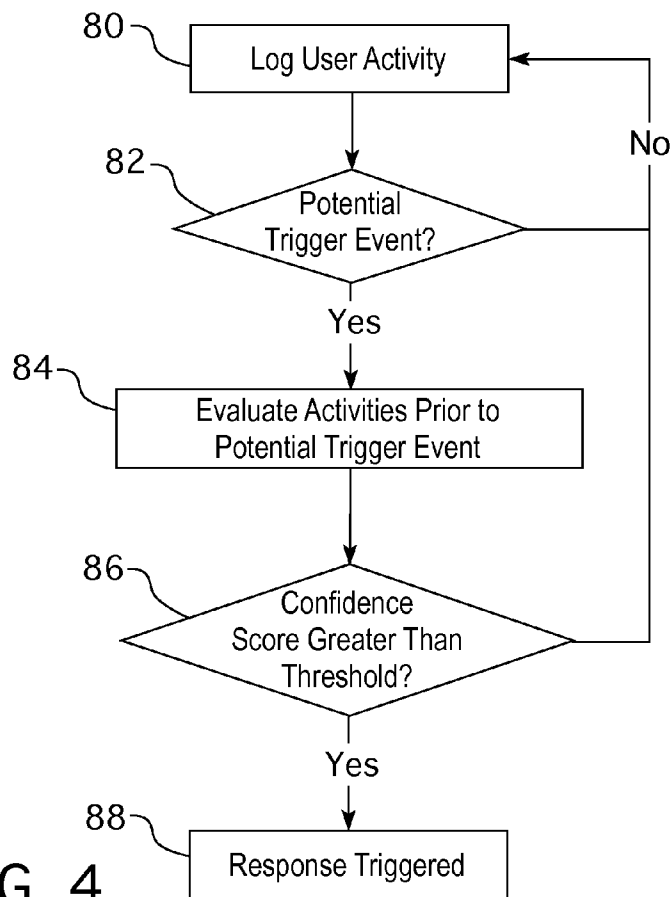 80
Log User Activity
No
82
Potential
Trigger Event?
Yes
84
Evaluate Activities Prior to
Potential Trigger Event
86
Confidence
Score Greater Than
Threshold?
Yes
88
Response Triggered
G 4